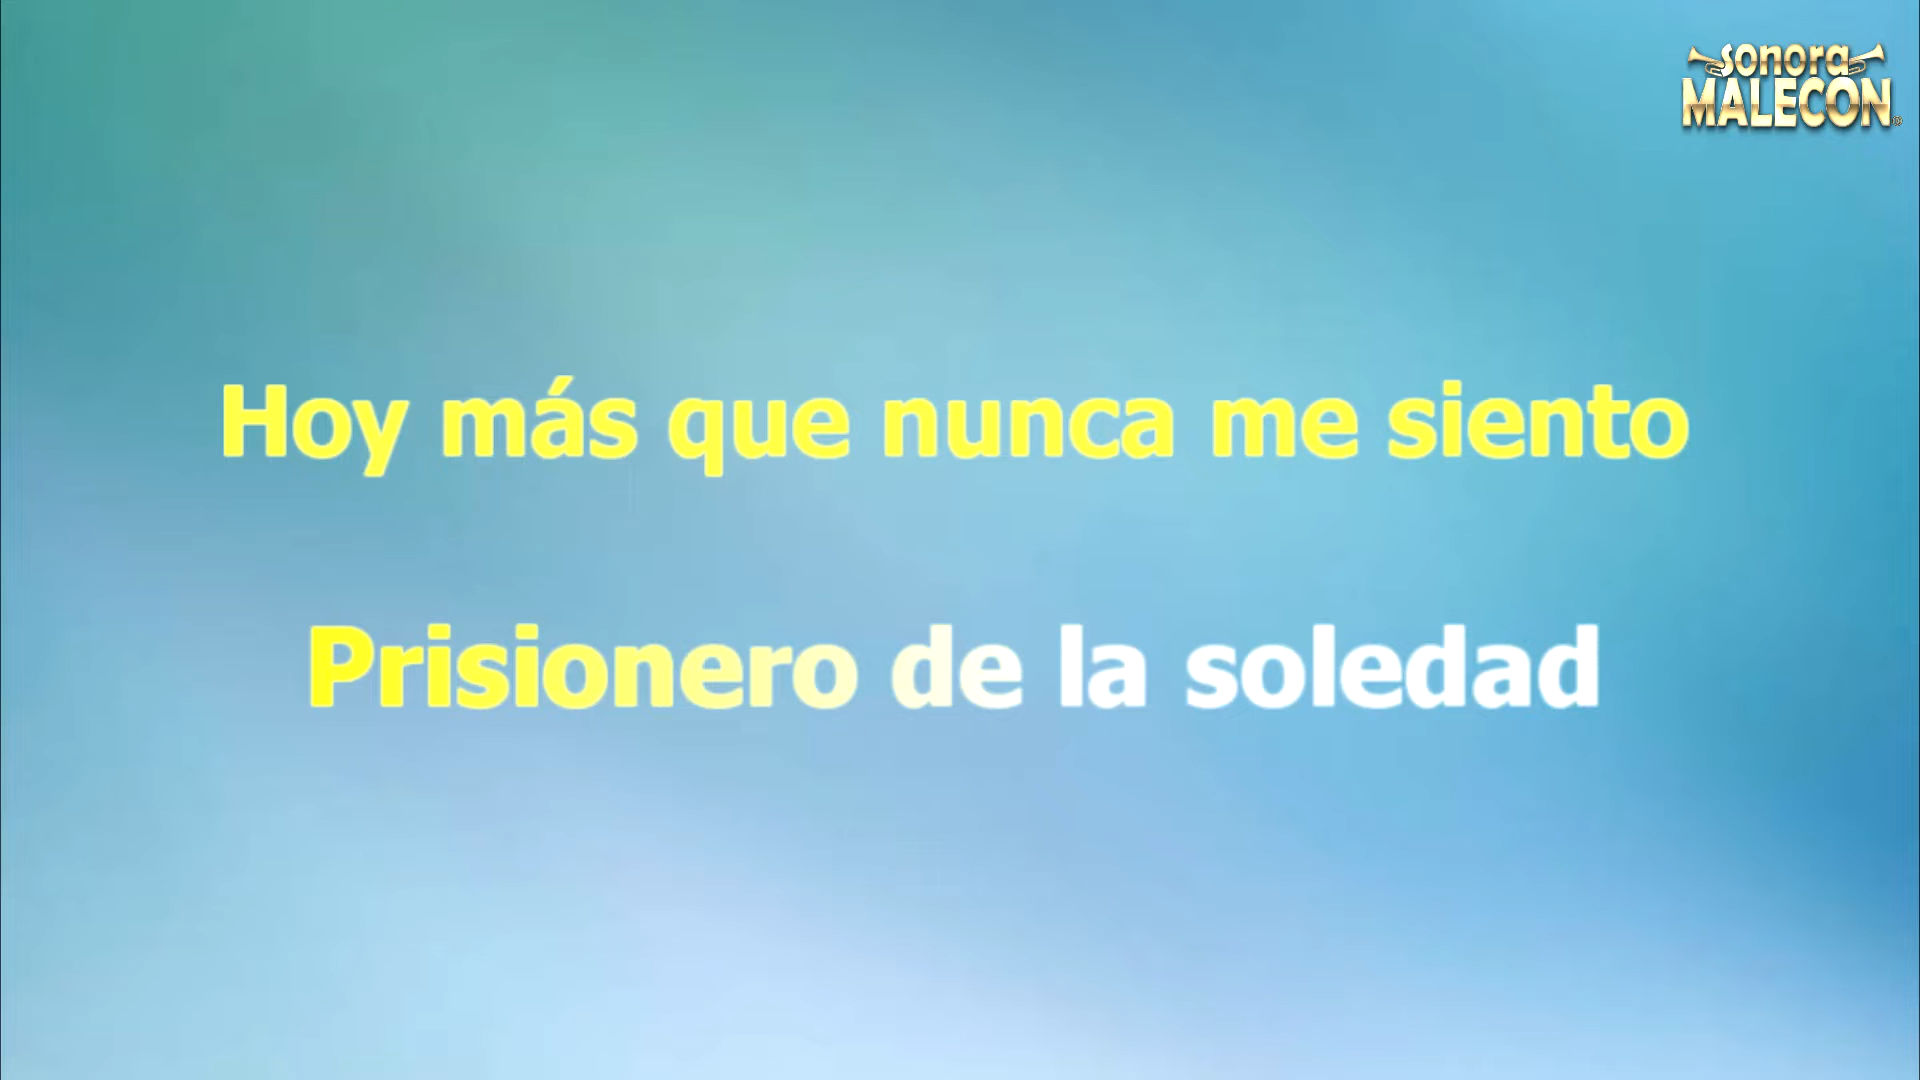 sonora
MALECON®
Hoy más que nunca me siento
Prisionero de la soledad